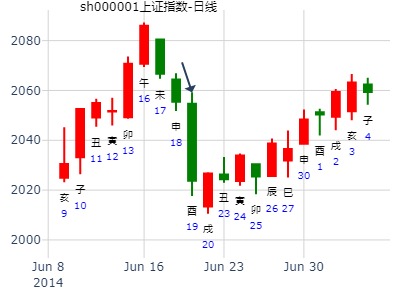 sh000001上证指数-日线
2080
2060
2040
2020
2000
亥
9
子
10
丑
11
寅
12
卯
13
午
16
未
17
申
18
酉
19
戌
20
丑
23
寅
24
卯
25
辰
26
巳
27
申
30
酉
1
戌
2
亥
3
子
4
Jun 8
2014
Jun 16
Jun 23
Jun 30